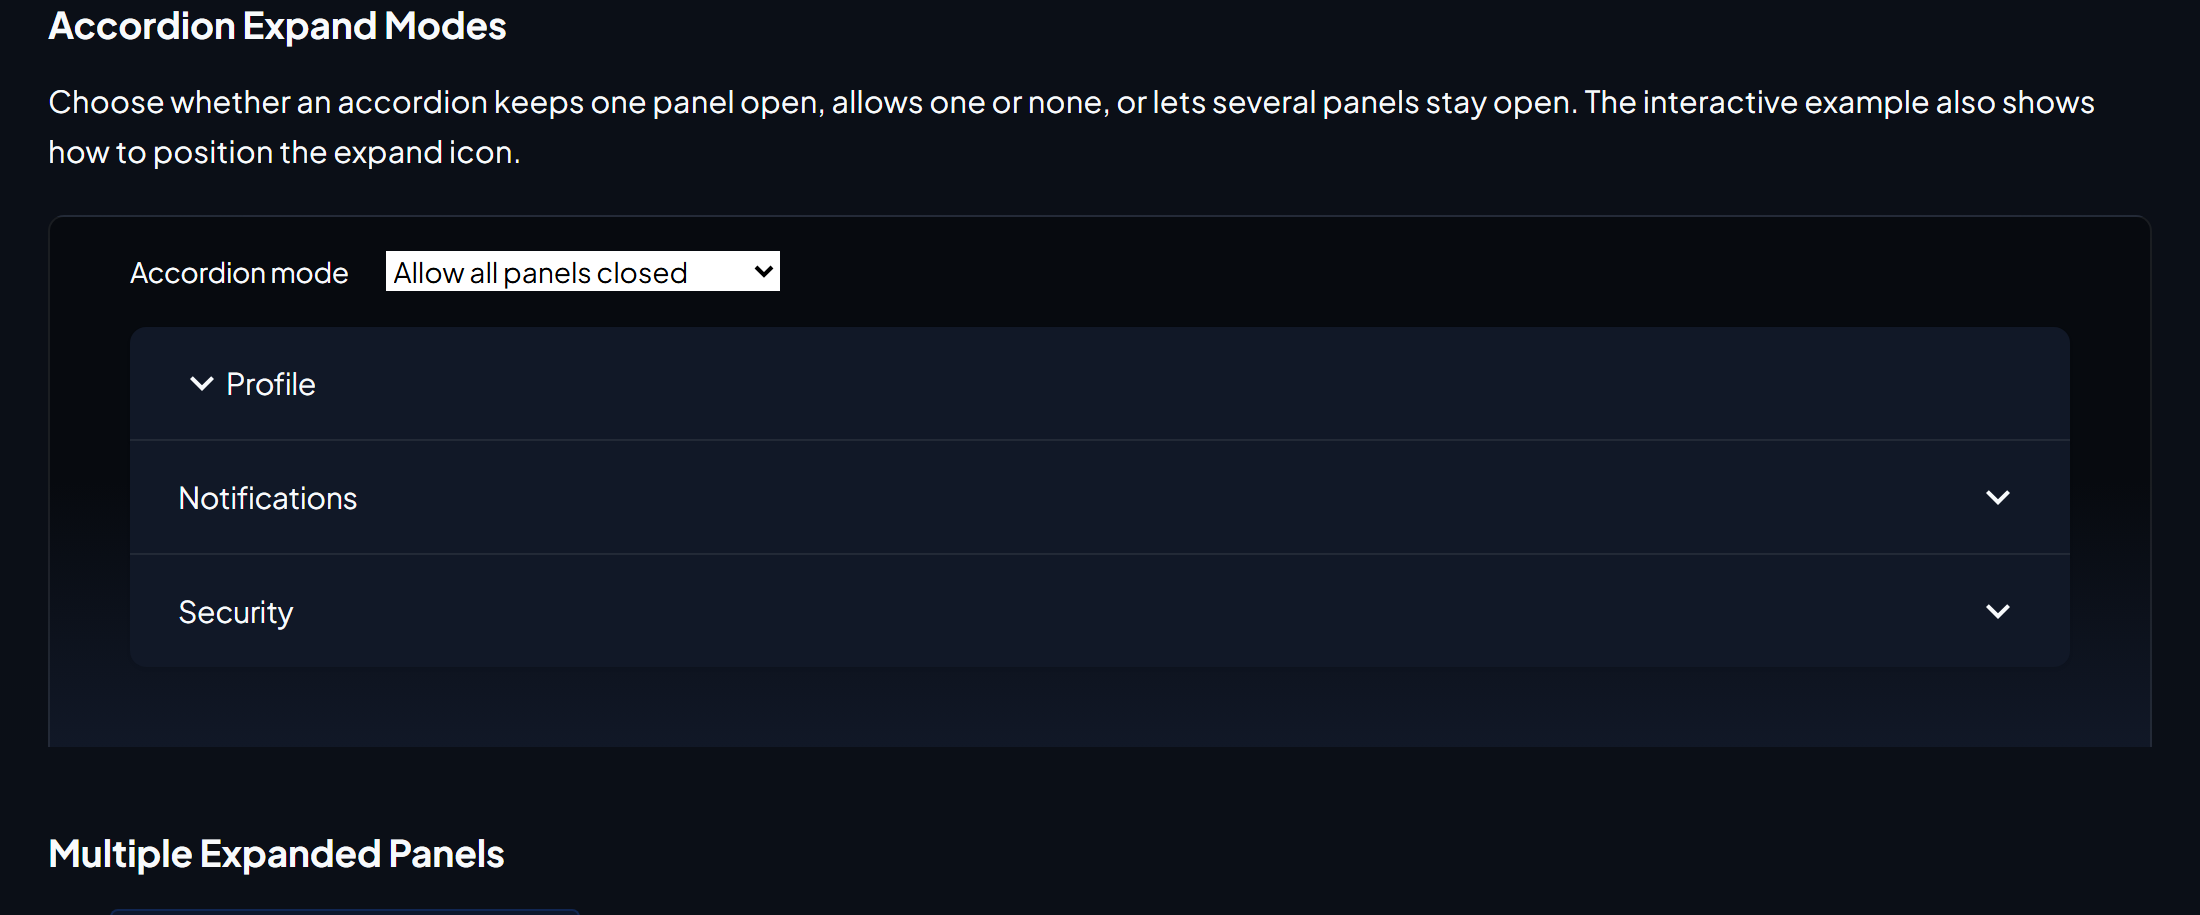 Accordion Expand Modes
Choose whether an accordion keeps one panel open, allows one or none, or lets several panels stay open. The interactive example also shows
how to position the expand icon.
Accordion mode
Allow all panels closed
Profile
Notifications
Security
Multiple Expanded Panels